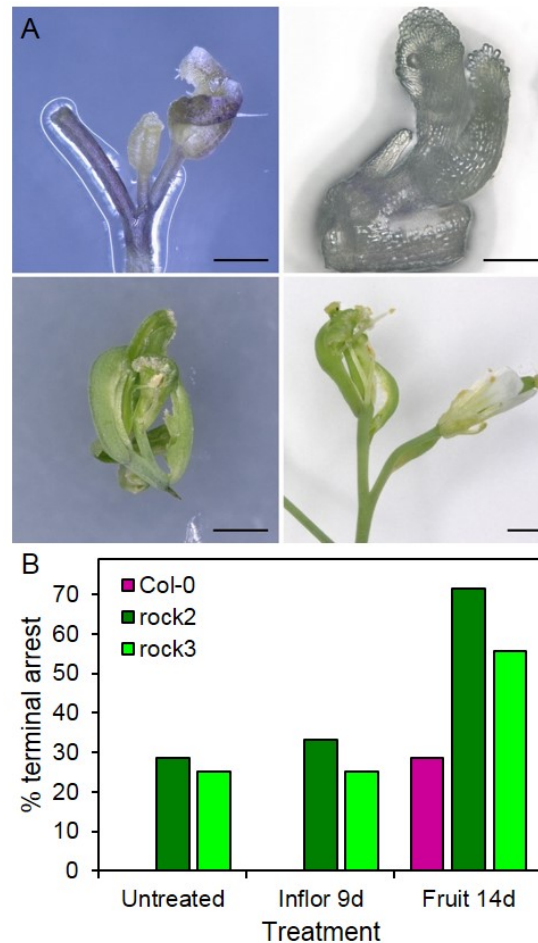 A
B
Col-0
rock2
rock3
% terminal arrest
70
60
50
40
30
20
10
0
Untreated
Inflor 9d
Fruit 14d
Treatment